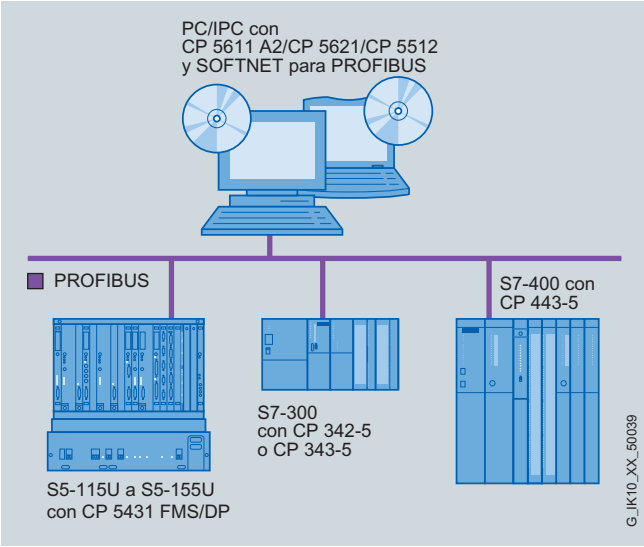 PC/IPC con
CP 5611 A2/CP 5621/CP 5512
y SOFTNET para PROFIBUS
PROFIBUS
S7-400 con
CP 443-5
S7-300
con CP 342-5
o CP 343-5
S5-115U a S5-155U
con CP 5431 FMS/DP
G_IK10_XX_50039